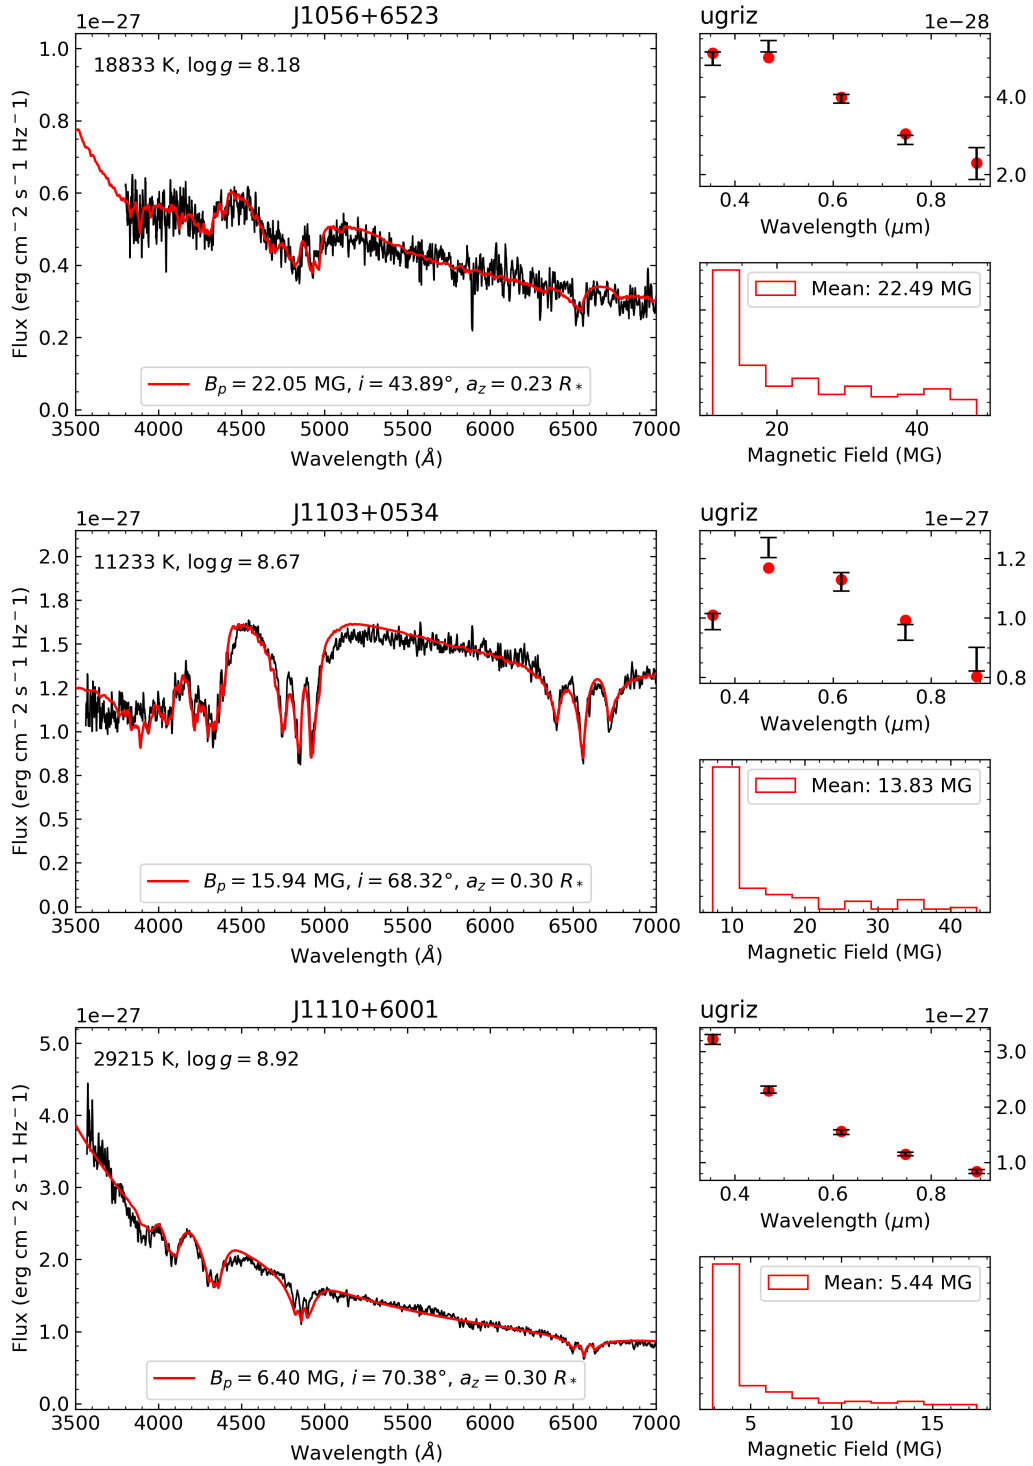 J1056+6523
1e−27
18833 K, log g = 8.18
1.0
0.8
0.6
0.4
0.2
0.0
Flux (erg cm−2 s−1 Hz−1)
B_p = 22.05 MG, i = 43.89°, a_z = 0.23 R_*
3500 4000 4500 5000 5500 6000 6500 7000
Wavelength (Å)
ugriz
1e−28
4.0
2.0
0.4 0.6 0.8
Wavelength (μm)
Mean: 22.49 MG
20 40
Magnetic Field (MG)
J1103+0534
1e−27
11233 K, log g = 8.67
2.0
1.8
1.5
1.2
1.0
0.8
0.5
0.2
0.0
Flux (erg cm−2 s−1 Hz−1)
B_p = 15.94 MG, i = 68.32°, a_z = 0.30 R_*
3500 4000 4500 5000 5500 6000 6500 7000
Wavelength (Å)
ugriz
1e−27
1.2
1.0
0.8
0.4 0.6 0.8
Wavelength (μm)
Mean: 13.83 MG
10 20 30 40
Magnetic Field (MG)
J1110+6001
1e−27
29215 K, log g = 8.92
5.0
4.0
3.0
2.0
1.0
0.0
Flux (erg cm−2 s−1 Hz−1)
B_p = 6.40 MG, i = 70.38°, a_z = 0.30 R_*
3500 4000 4500 5000 5500 6000 6500 7000
Wavelength (Å)
ugriz
1e−27
3.0
2.0
1.0
0.4 0.6 0.8
Wavelength (μm)
Mean: 5.44 MG
5 10 15
Magnetic Field (MG)